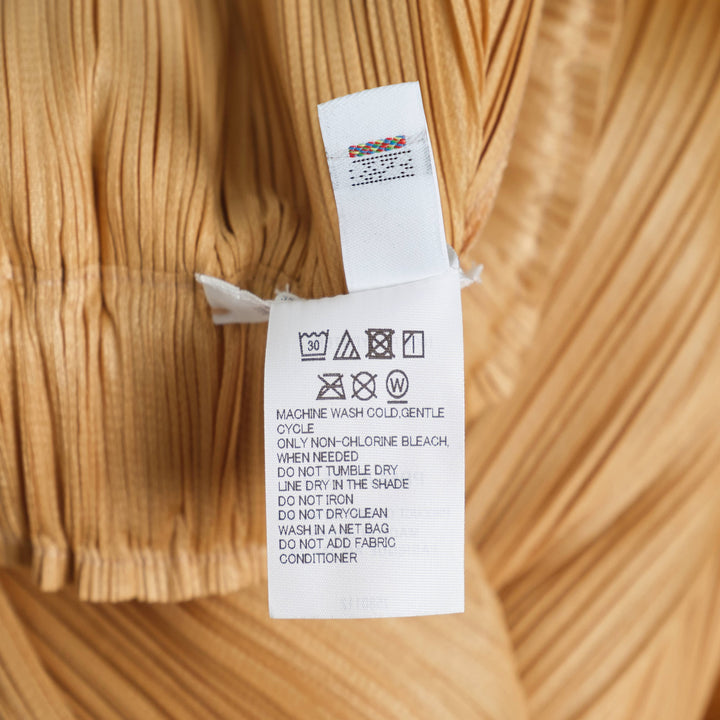 30
W
MACHINE WASH COLD,GENTLE
CYCLE
ONLY NON-CHLORINE BLEACH,
WHEN NEEDED
DO NOT TUMBLE DRY
LINE DRY IN THE SHADE
DO NOT IRON
DO NOT DRYCLEAN
WASH IN A NET BAG
DO NOT ADD FABRIC
CONDITIONER